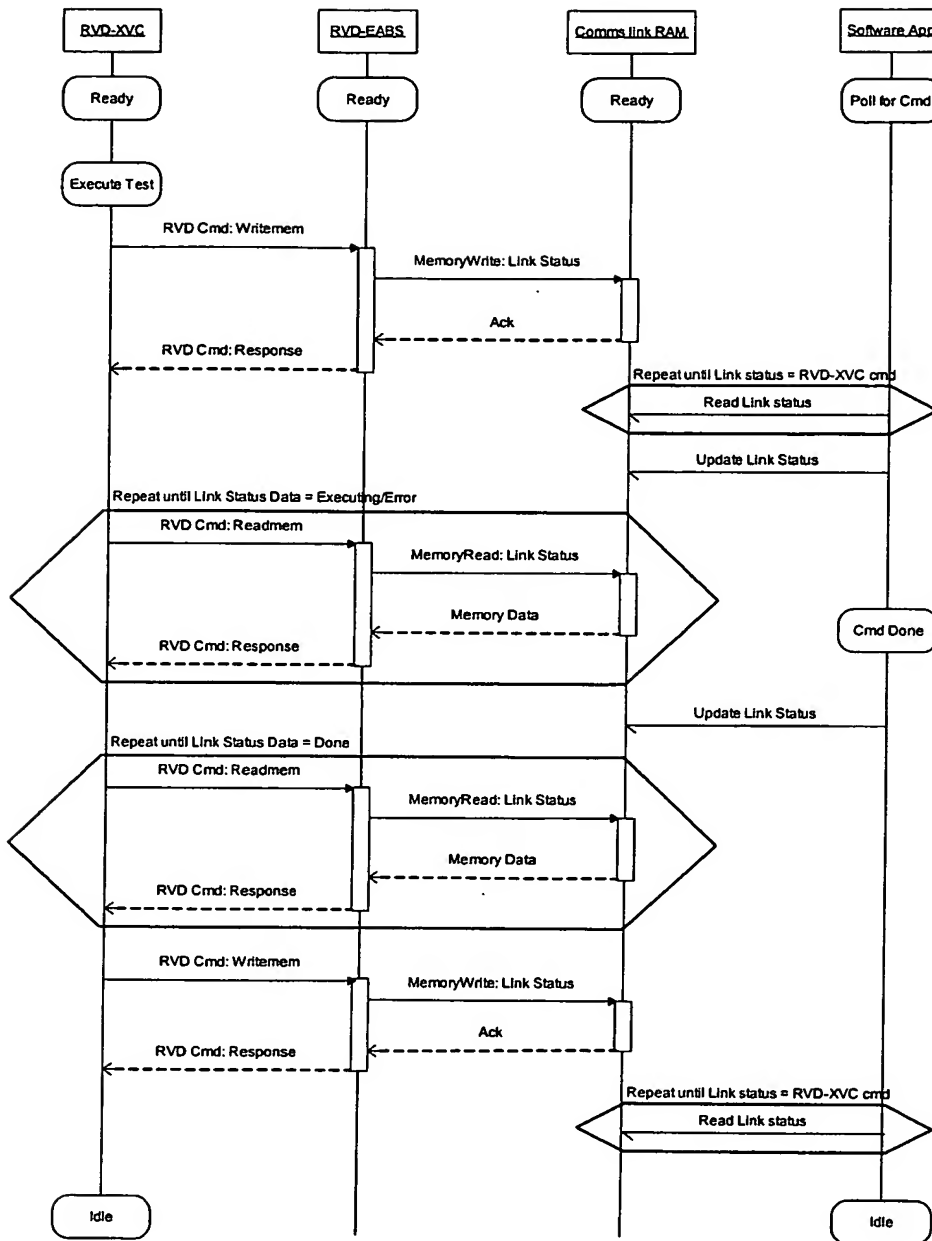 RVD-XVC
RVD-EABS
Comms link RAM
Software App
Ready
Ready
Ready
Poll for Cmd
Execute Test
RVD Cmd: Writemem
MemoryWrite: Link Status
Ack
RVD Cmd: Response
Repeat until Link status = RVD-XVC cmd
Read Link status
Update Link Status
Repeat until Link Status Data = Executing/Error
RVD Cmd: Readmem
MemoryRead: Link Status
Memory Data
Cmd Done
RVD Cmd: Response
Update Link Status
Repeat until Link Status Data = Done
RVD Cmd: Readmem
MemoryRead: Link Status
Memory Data
RVD Cmd: Response
RVD Cmd: Writemem
MemoryWrite: Link Status
Ack
RVD Cmd: Response
Repeat until Link status = RVD-XVC cmd
Read Link status
Idle
Idle